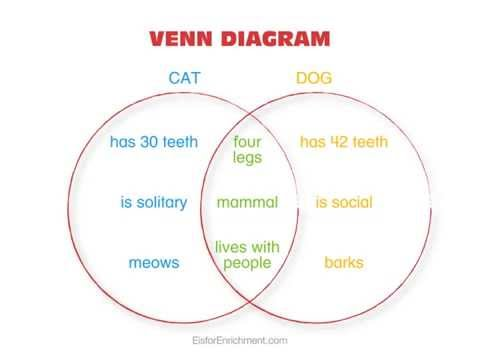 VENN DIAGRAM
CAT
DOG
has 30 teeth
four
legs
has 42 teeth
is solitary
mammal
is social
meows
lives with
people
barks
EisforEnrichment.com